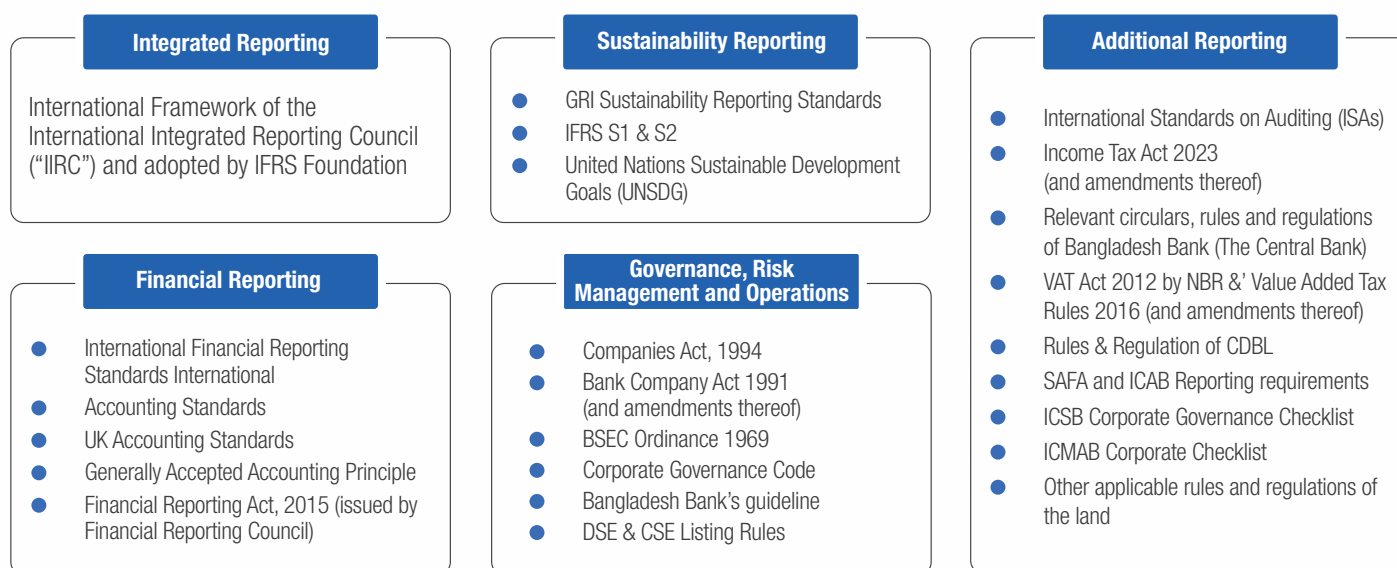 Integrated Reporting
International Framework of the
International Integrated Reporting Council
(“IIRC”) and adopted by IFRS Foundation
Sustainability Reporting
GRI Sustainability Reporting Standards
IFRS S1 & S2
United Nations Sustainable Development
Goals (UNSDG)
Financial Reporting
International Financial Reporting
Standards International
Accounting Standards
UK Accounting Standards
Generally Accepted Accounting Principle
Financial Reporting Act, 2015 (issued by
Financial Reporting Council)
Governance, Risk
Management and Operations
Companies Act, 1994
Bank Company Act 1991
(and amendments thereof)
BSEC Ordinance 1969
Corporate Governance Code
Bangladesh Bank’s guideline
DSE & CSE Listing Rules
Additional Reporting
International Standards on Auditing (ISAs)
Income Tax Act 2023
(and amendments thereof)
Relevant circulars, rules and regulations
of Bangladesh Bank (The Central Bank)
VAT Act 2012 by NBR &’ Value Added Tax
Rules 2016 (and amendments thereof)
Rules & Regulation of CDBL
SAFA and ICAB Reporting requirements
ICSB Corporate Governance Checklist
ICMAB Corporate Checklist
Other applicable rules and regulations of
the land